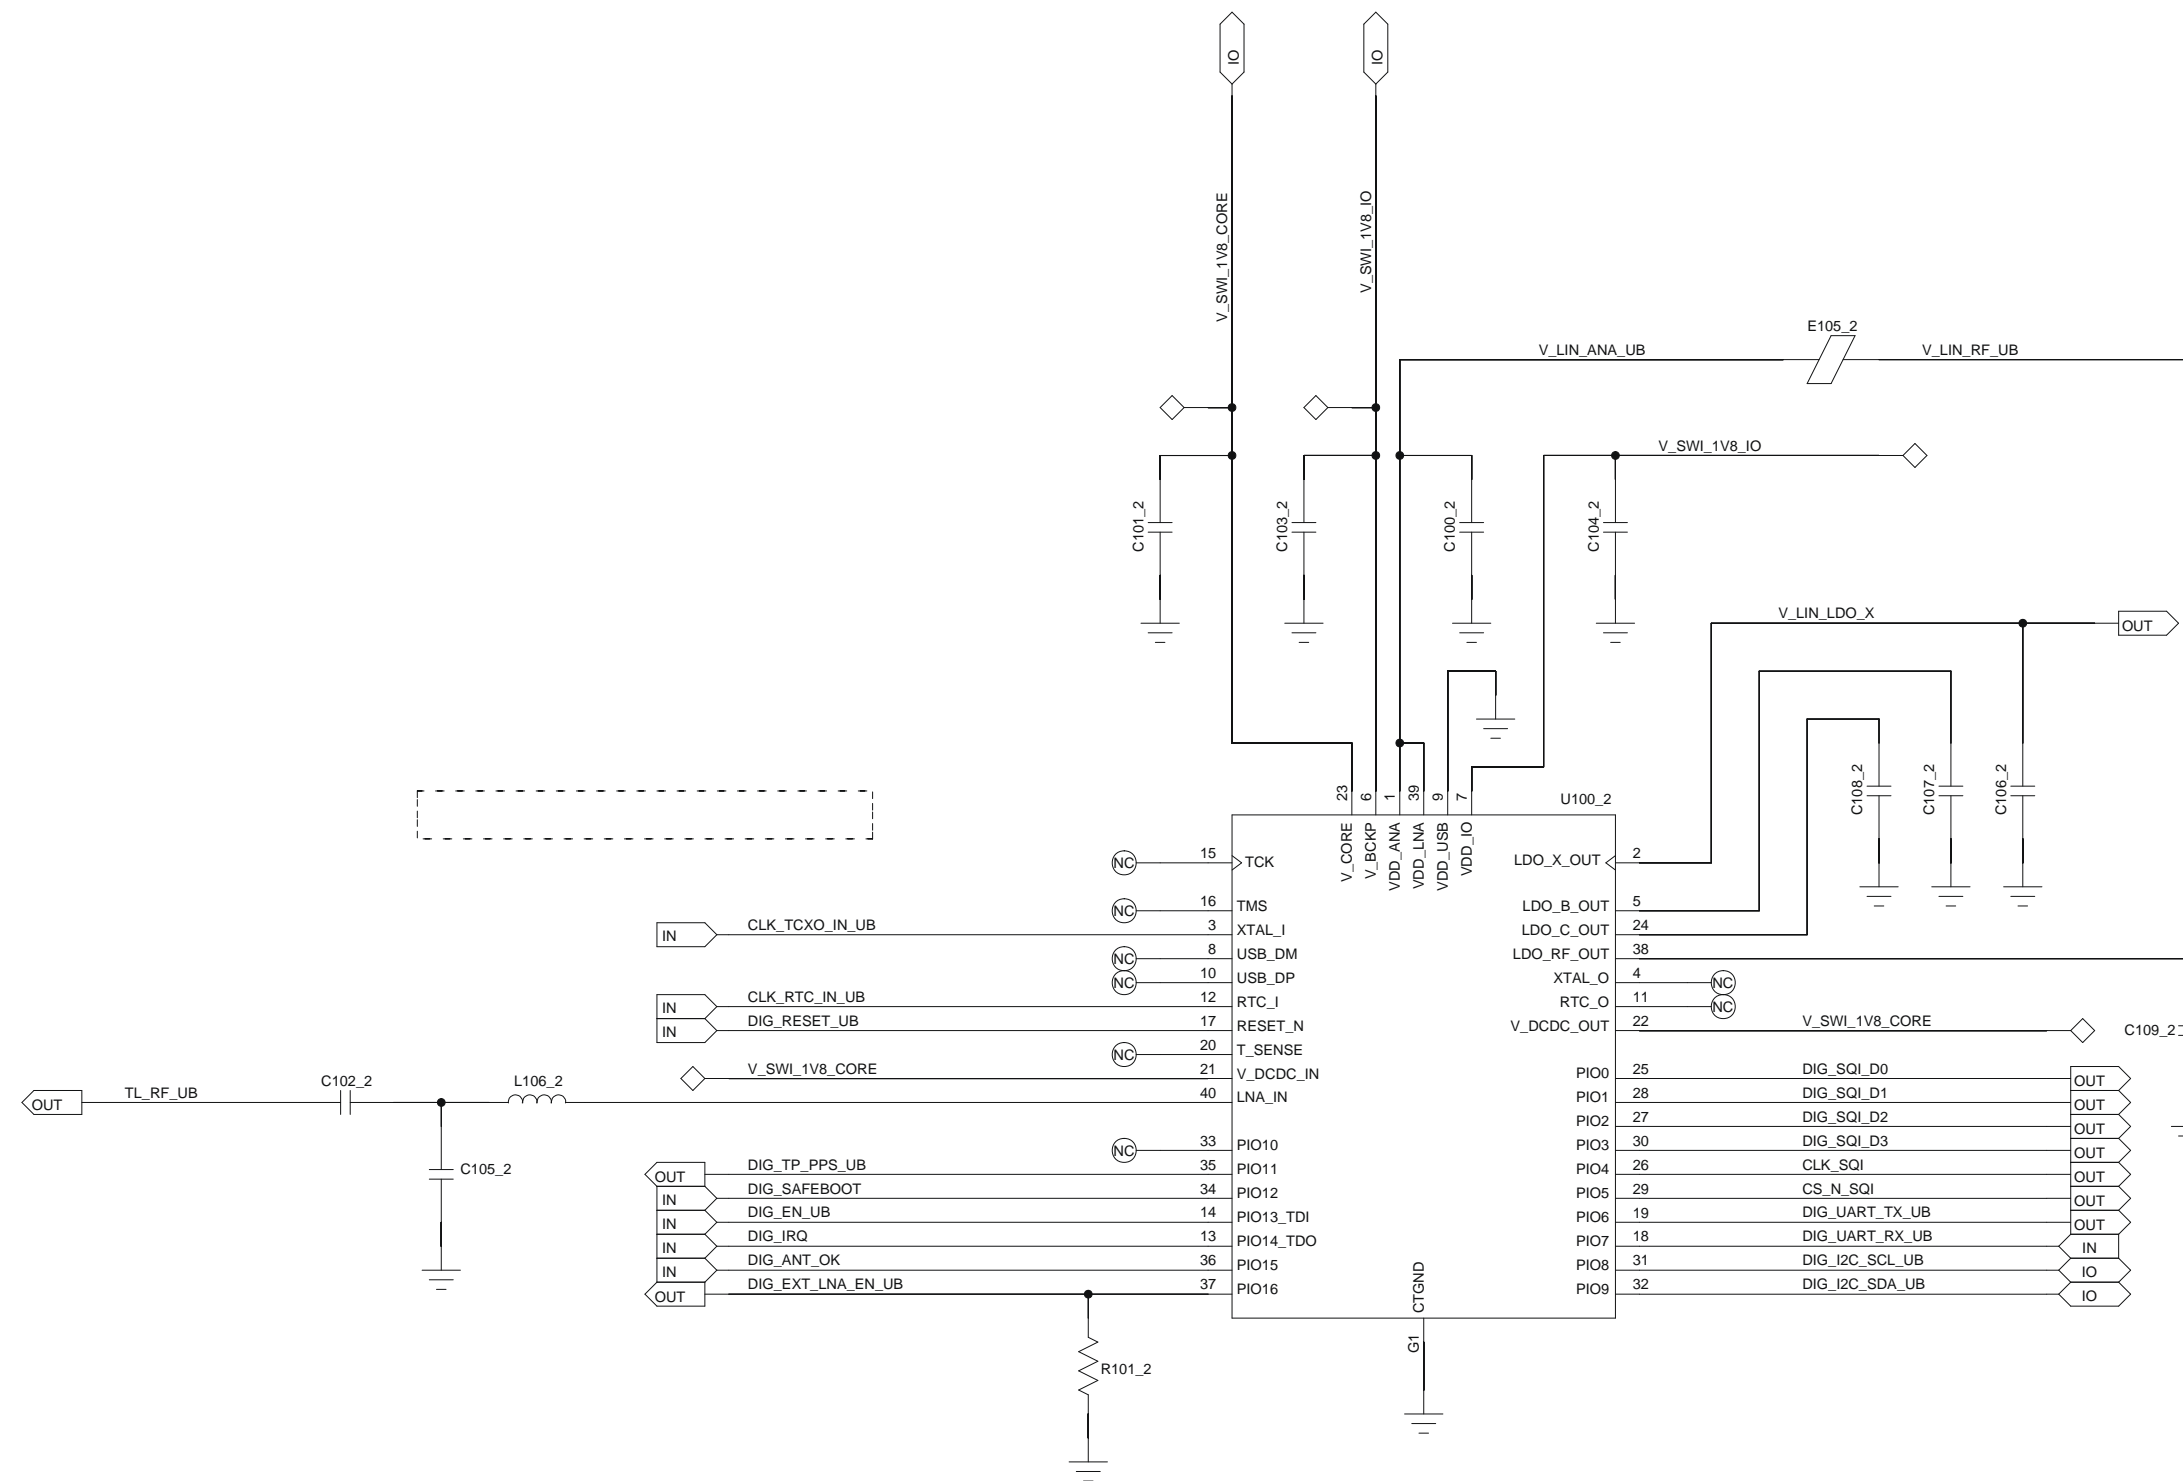 IO
IO
V_SWI_1V8_CORE
V_SWI_1V8_IO
E105_2
V_LIN_ANA_UB
V_LIN_RF_UB
V_SWI_1V8_IO
C101_2
C103_2
C100_2
C104_2
V_LIN_LDO_X
OUT
C108_2
C107_2
C106_2
23
6
1
39
9
7
U100_2
V_CORE
V_BCKP
VDD_ANA
VDD_LNA
VDD_USB
VDD_IO
NC 15 TCK
LDO_X_OUT 2
NC 16 TMS
LDO_B_OUT 5
IN CLK_TCXO_IN_UB 3 XTAL_I
LDO_C_OUT 24
NC 8 USB_DM
LDO_RF_OUT 38
NC 10 USB_DP
XTAL_O 4 NC
IN CLK_RTC_IN_UB 12 RTC_I
RTC_O 11 NC
IN DIG_RESET_UB 17 RESET_N
V_DCDC_OUT 22 V_SWI_1V8_CORE
C109_2
NC 20 T_SENSE
V_SWI_1V8_CORE 21 V_DCDC_IN
PIO0 25 DIG_SQI_D0 OUT
OUT TL_RF_UB C102_2 L106_2 40 LNA_IN
PIO1 28 DIG_SQI_D1 OUT
PIO2 27 DIG_SQI_D2 OUT
NC 33 PIO10
PIO3 30 DIG_SQI_D3 OUT
C105_2
OUT DIG_TP_PPS_UB 35 PIO11
PIO4 26 CLK_SQI OUT
IN DIG_SAFEBOOT 34 PIO12
PIO5 29 CS_N_SQI OUT
IN DIG_EN_UB 14 PIO13_TDI
PIO6 19 DIG_UART_TX_UB OUT
IN DIG_IRQ 13 PIO14_TDO
PIO7 18 DIG_UART_RX_UB IN
IN DIG_ANT_OK 36 PIO15
PIO8 31 DIG_I2C_SCL_UB IO
OUT DIG_EXT_LNA_EN_UB 37 PIO16
PIO9 32 DIG_I2C_SDA_UB IO
CTGND
G1
R101_2